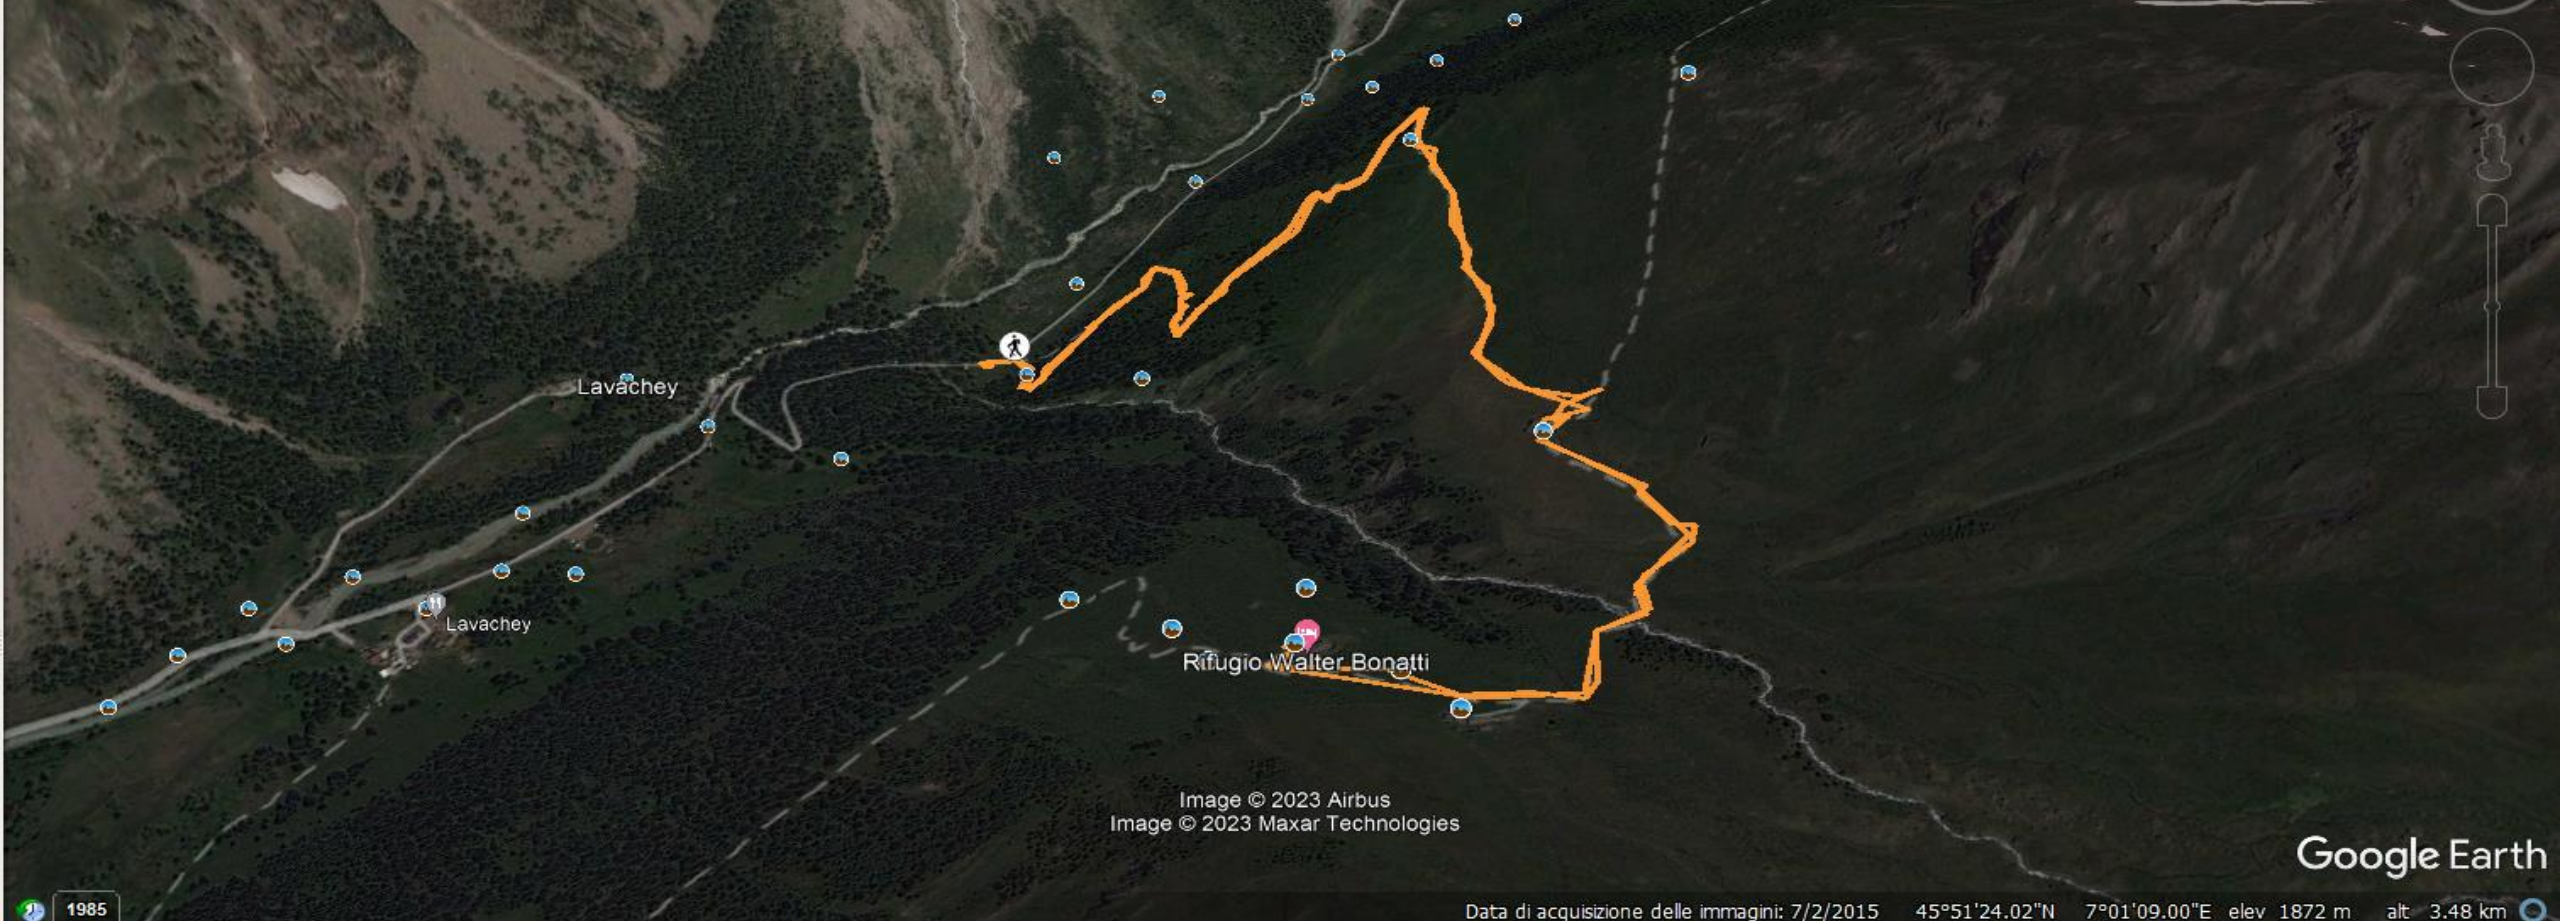 Lavachey
Lavachey
Rifugio Walter Bonatti
Image © 2023 Airbus
Image © 2023 Maxar Technologies
Google Earth
1985
Data di acquisizione delle immagini: 7/2/2015 45°51'24.02"N 7°01'09.00"E elev 1872 m alt 3.48 km